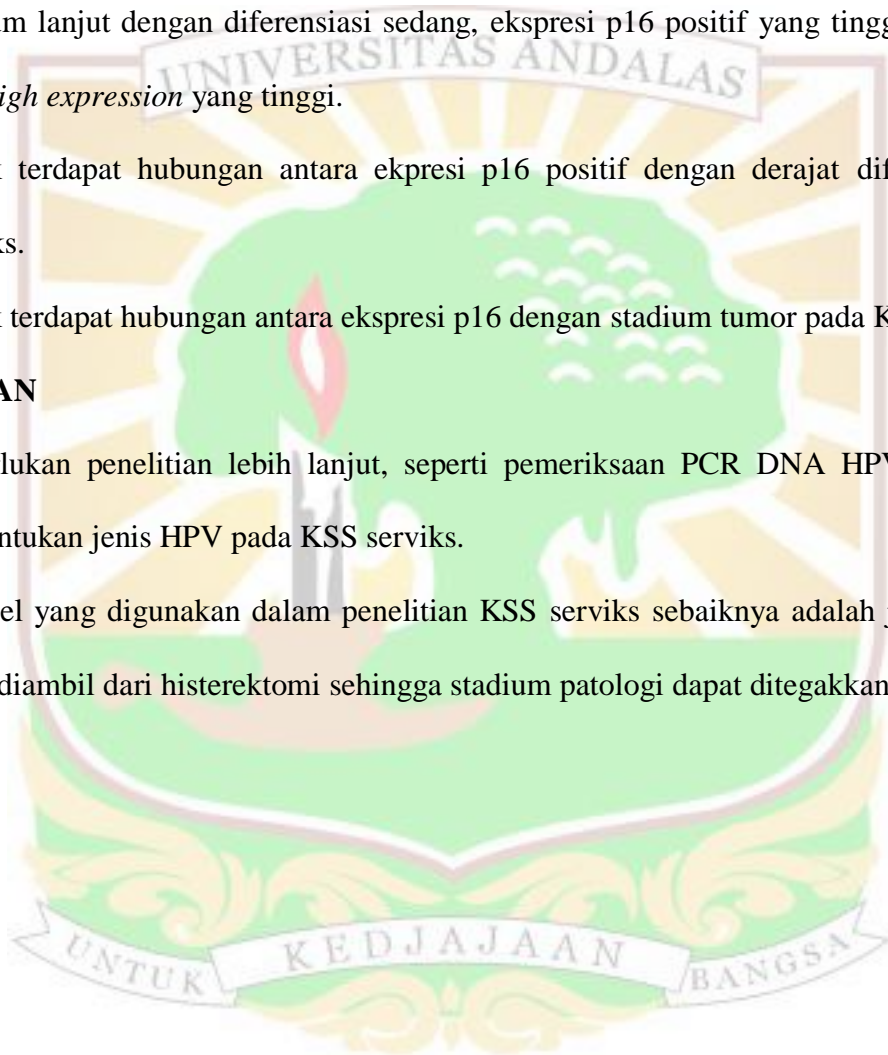 um lanjut dengan diferensiasi sedang, ekspresi p16 positif yang tingg
UNIVERSITAS ANDALAS
igh expression yang tinggi.
terdapat hubungan antara ekpresi p16 positif dengan derajat dif
ks.
terdapat hubungan antara ekspresi p16 dengan stadium tumor pada K
AN
lukan penelitian lebih lanjut, seperti pemeriksaan PCR DNA HPV
ntukan jenis HPV pada KSS serviks.
el yang digunakan dalam penelitian KSS serviks sebaiknya adalah j
diambil dari histerektomi sehingga stadium patologi dapat ditegakkan
UNTUK KEDJAJAAN BANGSA